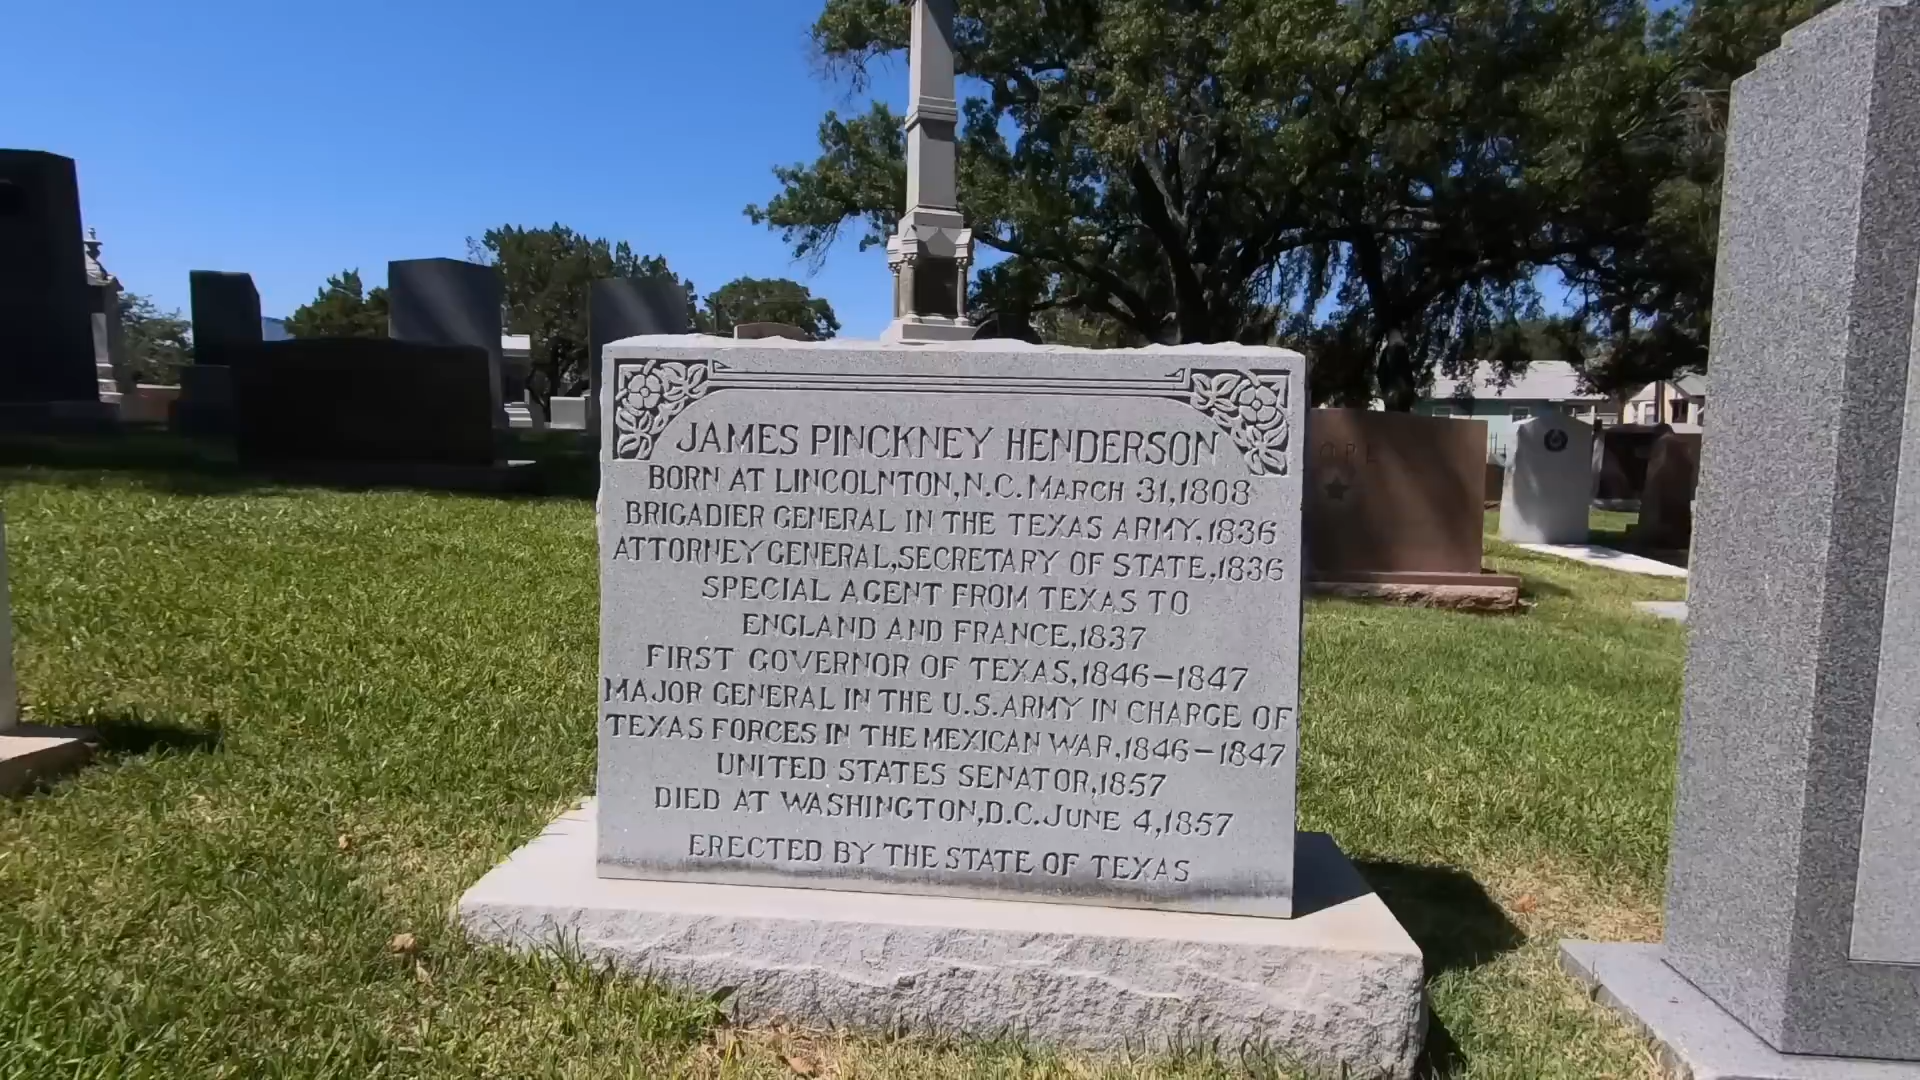 JAMES PINCKNEY HENDERSON
BORN AT LINCOLNTON, N.C. MARCH 31, 1808
BRIGADIER GENERAL IN THE TEXAS ARMY, 1836
ATTORNEY GENERAL, SECRETARY OF STATE, 1836
SPECIAL AGENT FROM TEXAS TO
ENGLAND AND FRANCE, 1837
FIRST GOVERNOR OF TEXAS, 1846–1847
MAJOR GENERAL IN THE U.S. ARMY IN CHARGE OF
TEXAS FORCES IN THE MEXICAN WAR, 1846–1847
UNITED STATES SENATOR, 1857
DIED AT WASHINGTON, D.C. JUNE 4, 1857
ERECTED BY THE STATE OF TEXAS